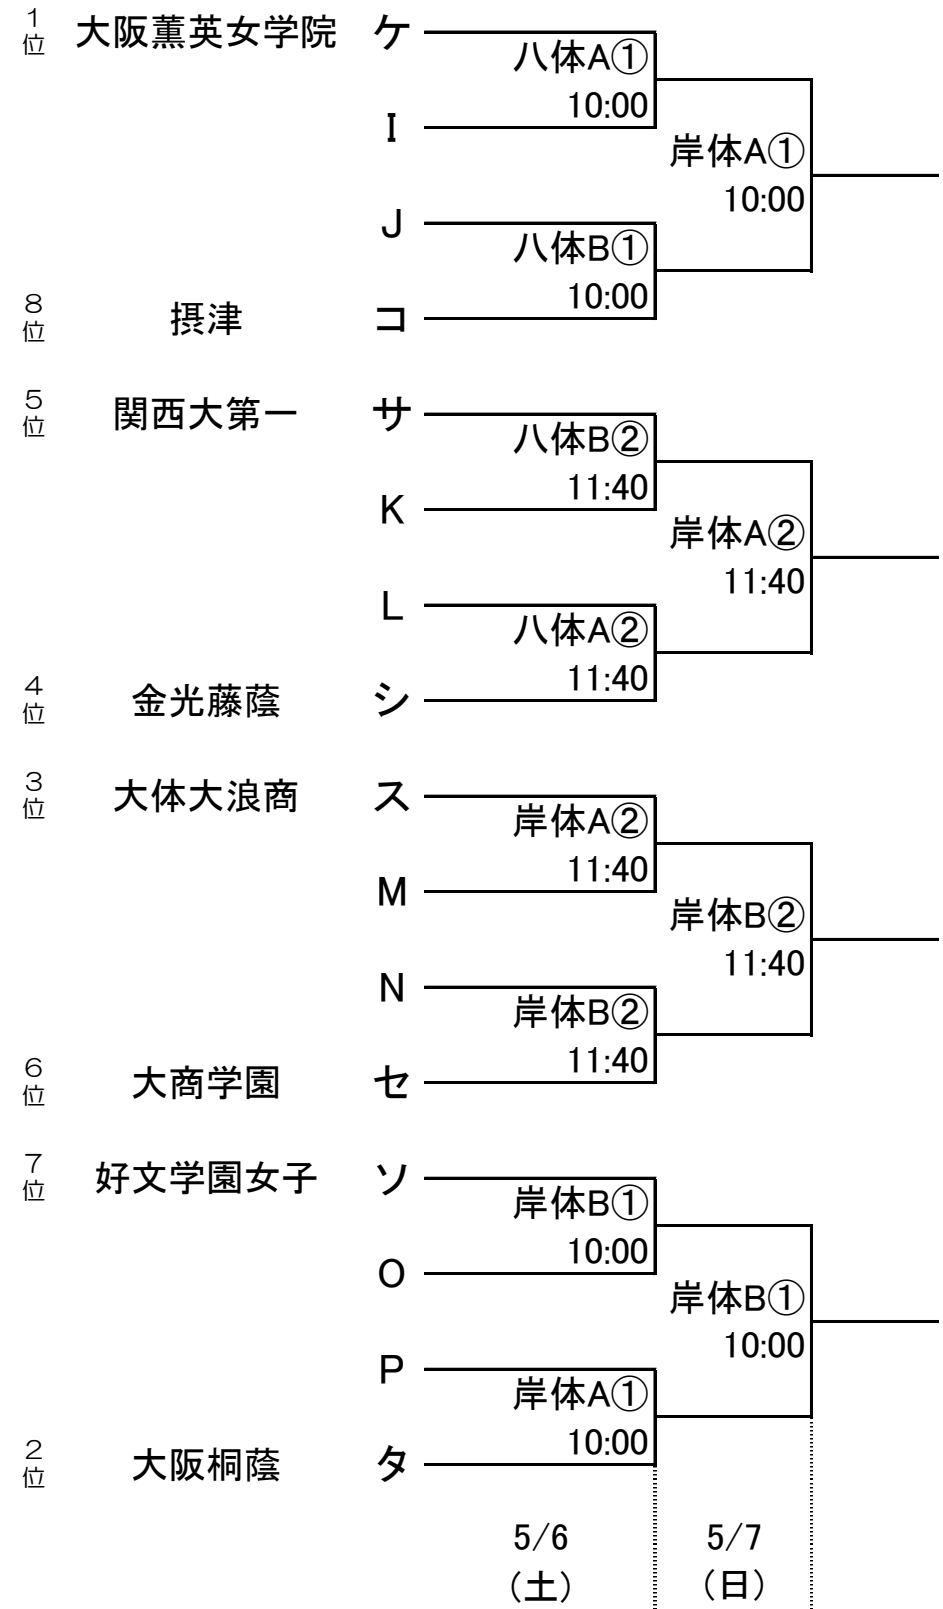 1位 大阪薫英女学院 ケ
八体A①
10:00
I
岸体A①
10:00
J
八体B①
10:00
8位 摂津 コ
5位 関西大第一 サ
八体B②
11:40
K
岸体A②
11:40
L
八体A②
11:40
4位 金光藤蔭 シ
3位 大体大浪商 ス
岸体A②
11:40
M
岸体B②
11:40
N
岸体B②
11:40
6位 大商学園 セ
7位 好文学園女子 ソ
岸体B①
10:00
O
岸体B①
10:00
P
岸体A①
10:00
2位 大阪桐蔭 タ
5/6 5/7
(土) (日)